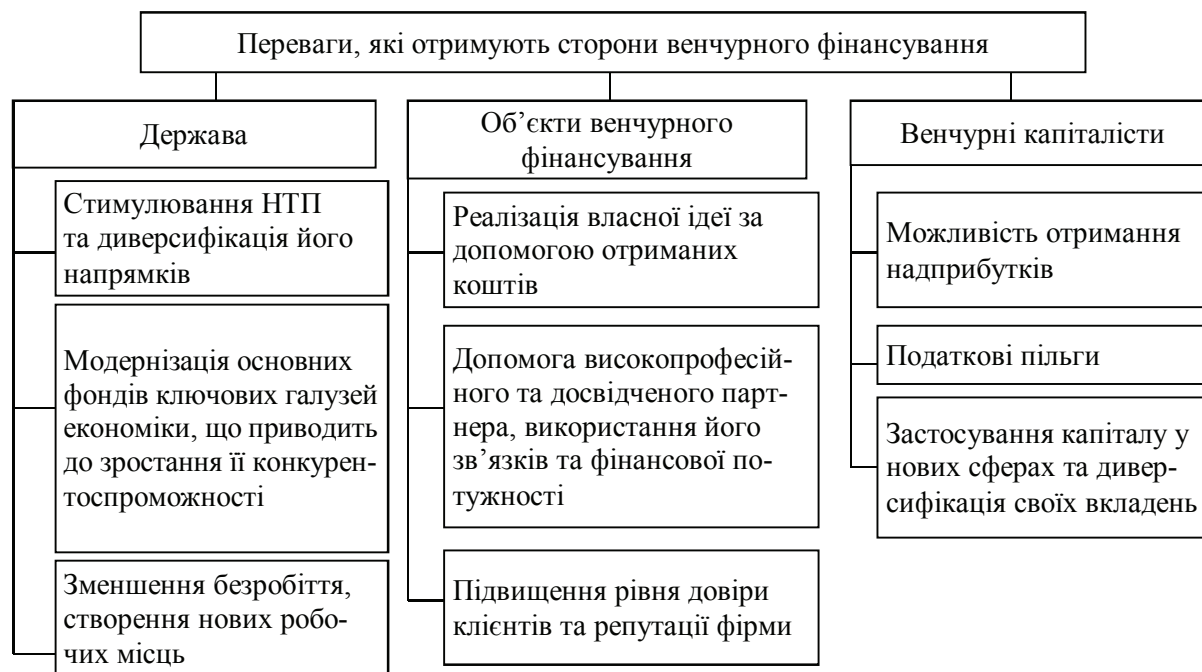 Переваги, які отримують сторони венчурного фінансування
Держава
Стимулювання НТП
та диверсифікація його
напрямків
Модернізація основних
фондів ключових галузей
економіки, що приводить
до зростання її конкурен-
тоспроможності
Зменшення безробіття,
створення нових робо-
чих місць
Об’єкти венчурного
фінансування
Реалізація власної ідеї за
допомогою отриманих
коштів
Допомога високопрофесій-
ного та досвідченого парт-
нера, використання його
зв’язків та фінансової по-
тужності
Підвищення рівня довіри
клієнтів та репутації фірми
Венчурні капіталісти
Можливість отримання
надприбутків
Податкові пільги
Застосування капіталу у
нових сферах та дивер-
сифікація своїх вкладень